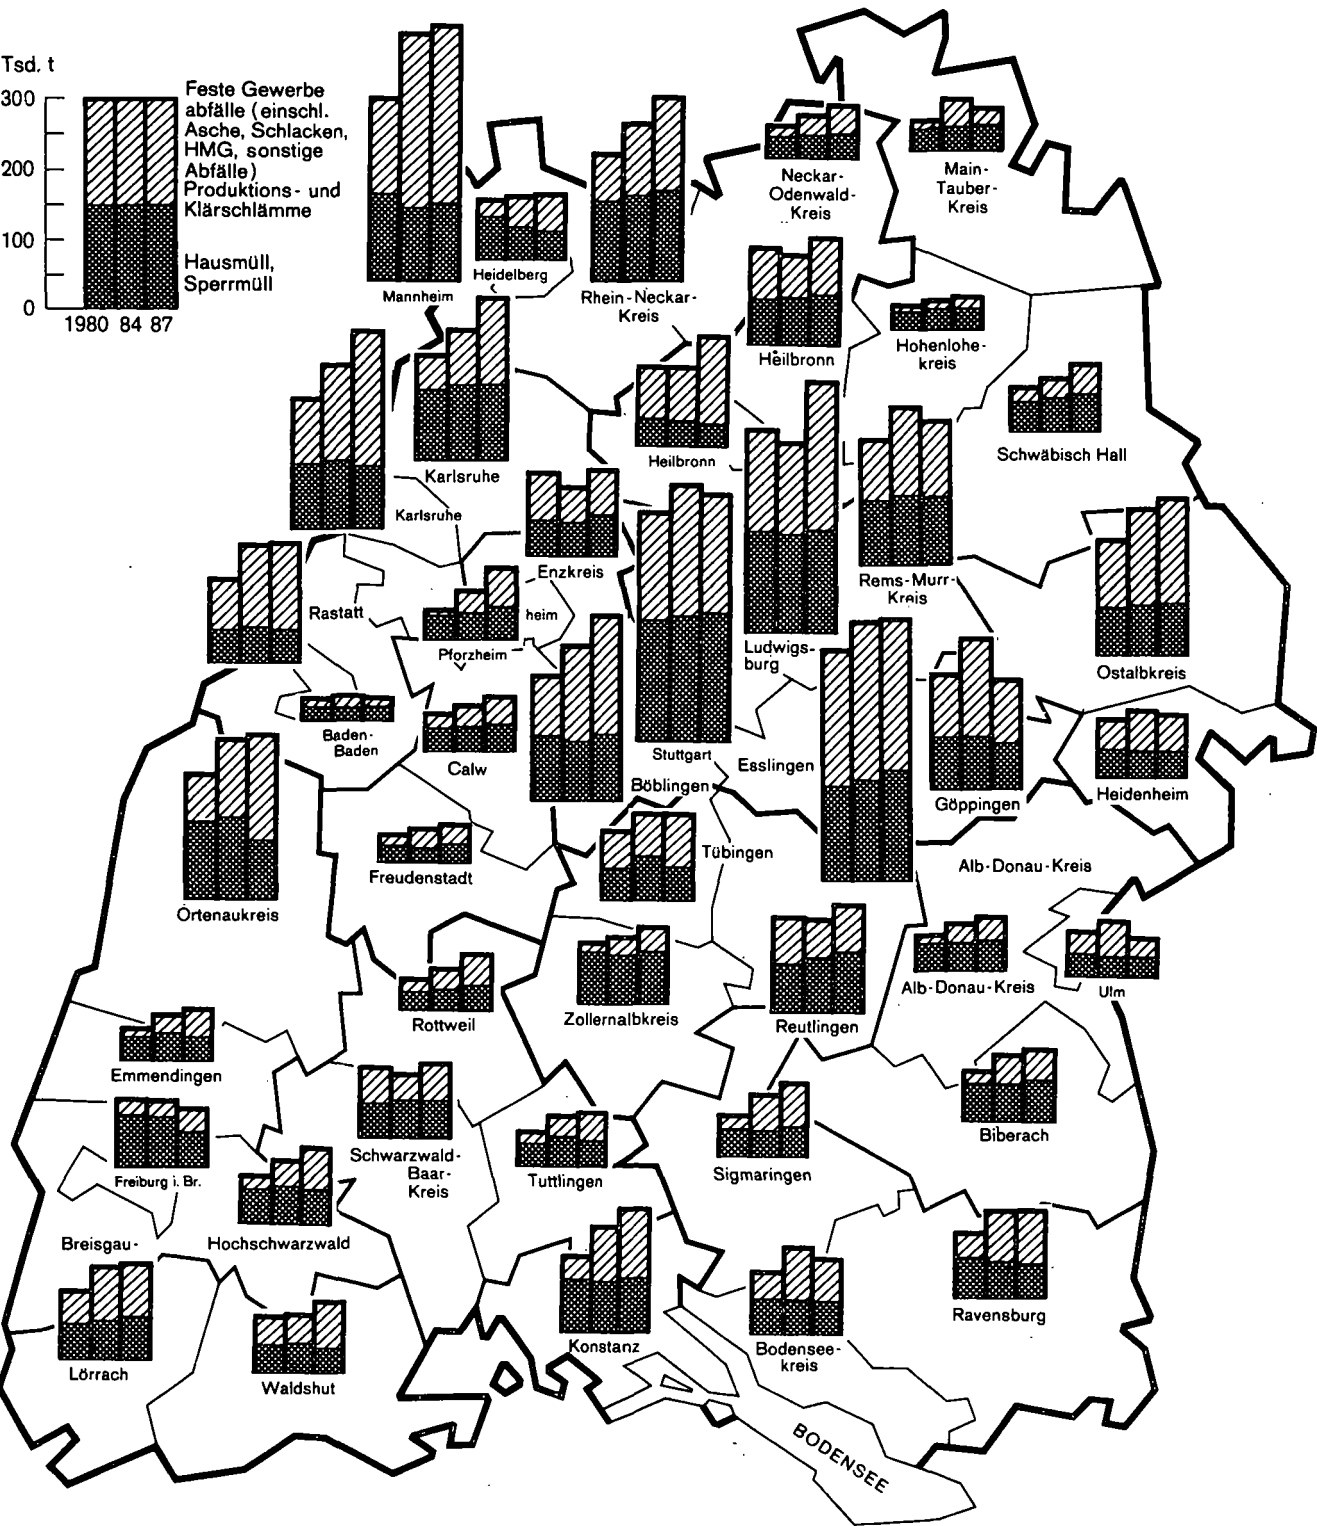 Tsd. t
300
200
100
0
1980 84 87
Feste Gewerbe
abfälle (einschl.
Asche, Schlacken,
HMG, sonstige
Abfälle)
Produktions- und
Klärschlämme
Hausmüll,
Sperrmüll
Mannheim
Heidelberg
Rhein-Neckar-
Kreis
Neckar-
Odenwald-
Kreis
Main-
Tauber-
Kreis
Heilbronn
Hohenlohe-
kreis
Karlsruhe
Heilbronn
Schwäbisch Hall
Karlsruhe
Enzkreis
Rems-Murr-
Kreis
Rastatt
heim
Pforzheim
Ludwigs-
burg
Ostalbkreis
Baden-
Baden
Calw
Stuttgart
Esslingen
Böblingen
Göppingen
Heidenheim
Freudenstadt
Tübingen
Alb-Donau-Kreis
Ortenaukreis
Rottweil
Zollernalbkreis
Reutlingen
Alb-Donau-Kreis
Ulm
Emmendingen
Schwarzwald-
Baar-
Kreis
Tuttlingen
Sigmaringen
Biberach
Freiburg i. Br.
Breisgau-
Hochschwarzwald
Lörrach
Waldshut
Konstanz
Bodensee-
kreis
Ravensburg
BODENSEE